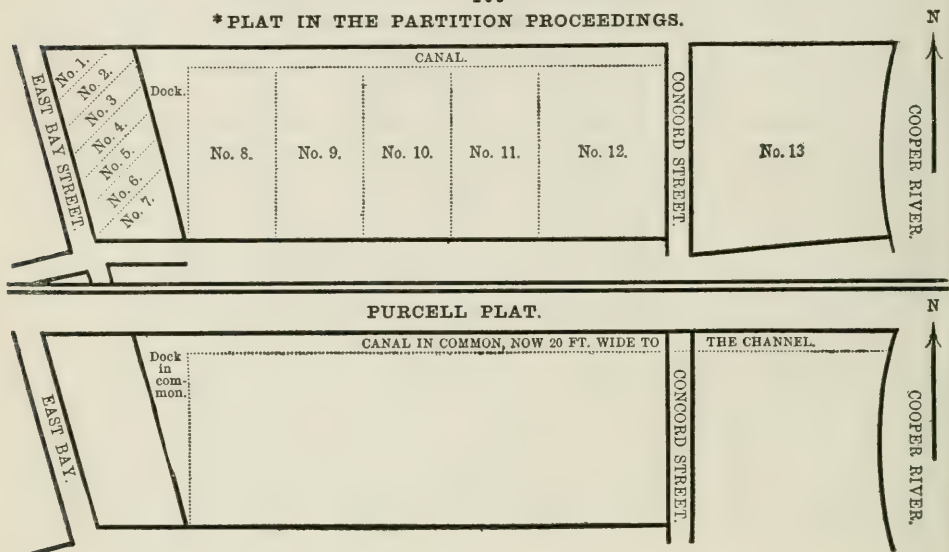 *PLAT IN THE PARTITION PROCEEDINGS.
N
CANAL.
EAST BAY STREET.
No. 1.
No. 2.
No. 3
No. 4.
No. 5.
No. 6.
No. 7.
Dock.
No. 8.
No. 9.
No. 10.
No. 11.
No. 12.
CONCORD STREET.
No. 13
COOPER RIVER.
PURCELL PLAT.
N
CANAL IN COMMON, NOW 20 FT. WIDE TO THE CHANNEL.
EAST BAY.
Dock
in
com-
mon.
CONCORD STREET.
COOPER RIVER.